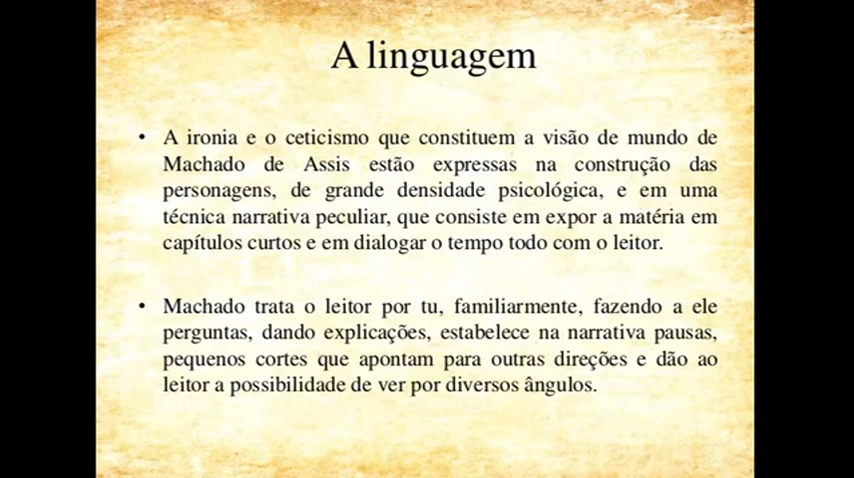 A linguagem
• A ironia e o ceticismo que constituem a visão de mundo de
Machado de Assis estão expressas na construção das
personagens, de grande densidade psicológica, e em uma
técnica narrativa peculiar, que consiste em expor a matéria em
capítulos curtos e em dialogar o tempo todo com o leitor.
• Machado trata o leitor por tu, familiarmente, fazendo a ele
perguntas, dando explicações, estabelece na narrativa pausas,
pequenos cortes que apontam para outras direções e dão ao
leitor a possibilidade de ver por diversos ângulos.